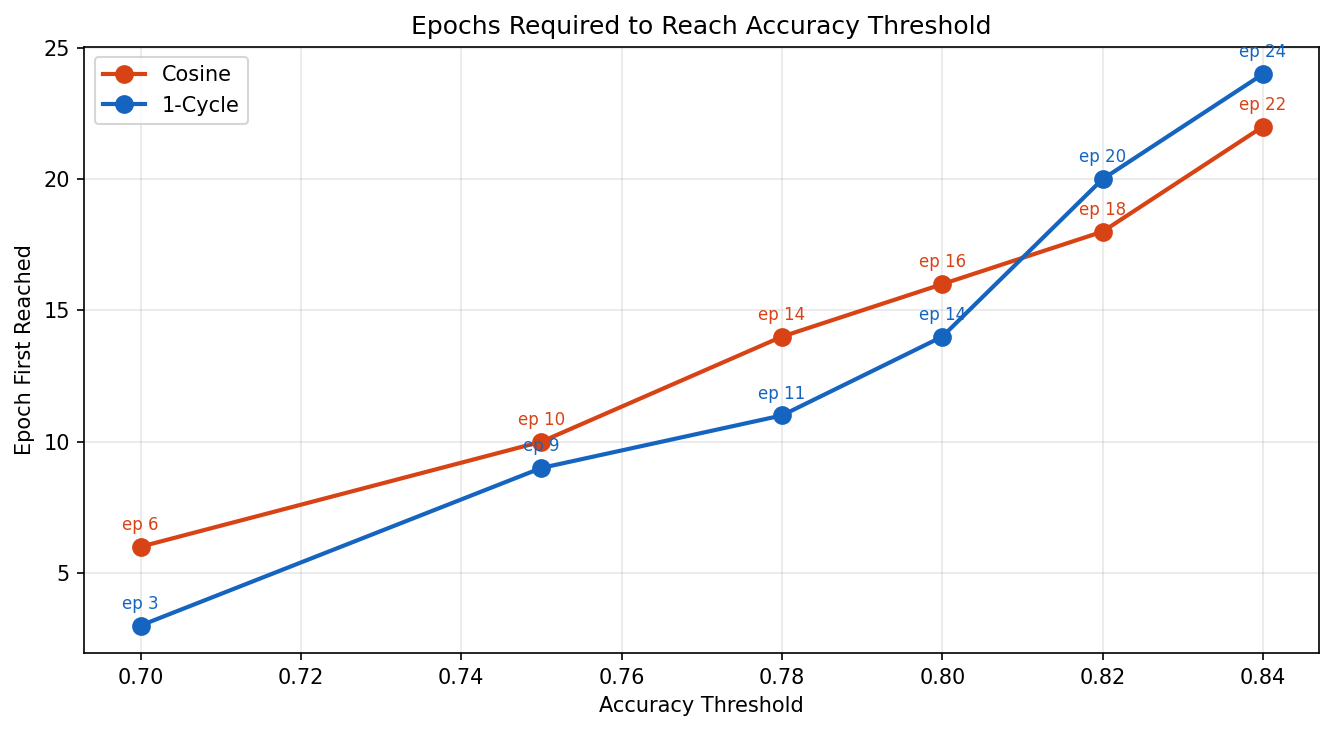 Epochs Required to Reach Accuracy Threshold
Cosine
1-Cycle
Epoch First Reached
25
20
15
10
5
ep 24
ep 22
ep 20
ep 18
ep 16
ep 14
ep 14
ep 11
ep 10
ep 9
ep 6
ep 3
0.70 0.72 0.74 0.76 0.78 0.80 0.82 0.84
Accuracy Threshold